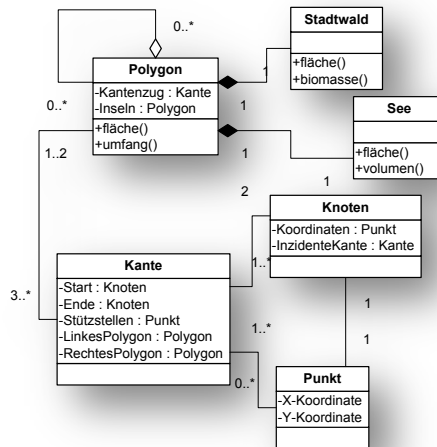 0..*
Stadtwald
+fläche()
+biomasse()
1
Polygon
-Kantenzug : Kante
-Inseln : Polygon
+fläche()
+umfang()
0..*
1
See
+fläche()
+volumen()
1..2
1
1
2
Knoten
-Koordinaten : Punkt
-InzidenteKante : Kante
Kante
-Start : Knoten
-Ende : Knoten
-Stützstellen : Punkt
-LinkesPolygon : Polygon
-RechtesPolygon : Polygon
1..*
3..*
1
1..*
1
0..*
Punkt
-X-Koordinate
-Y-Koordinate